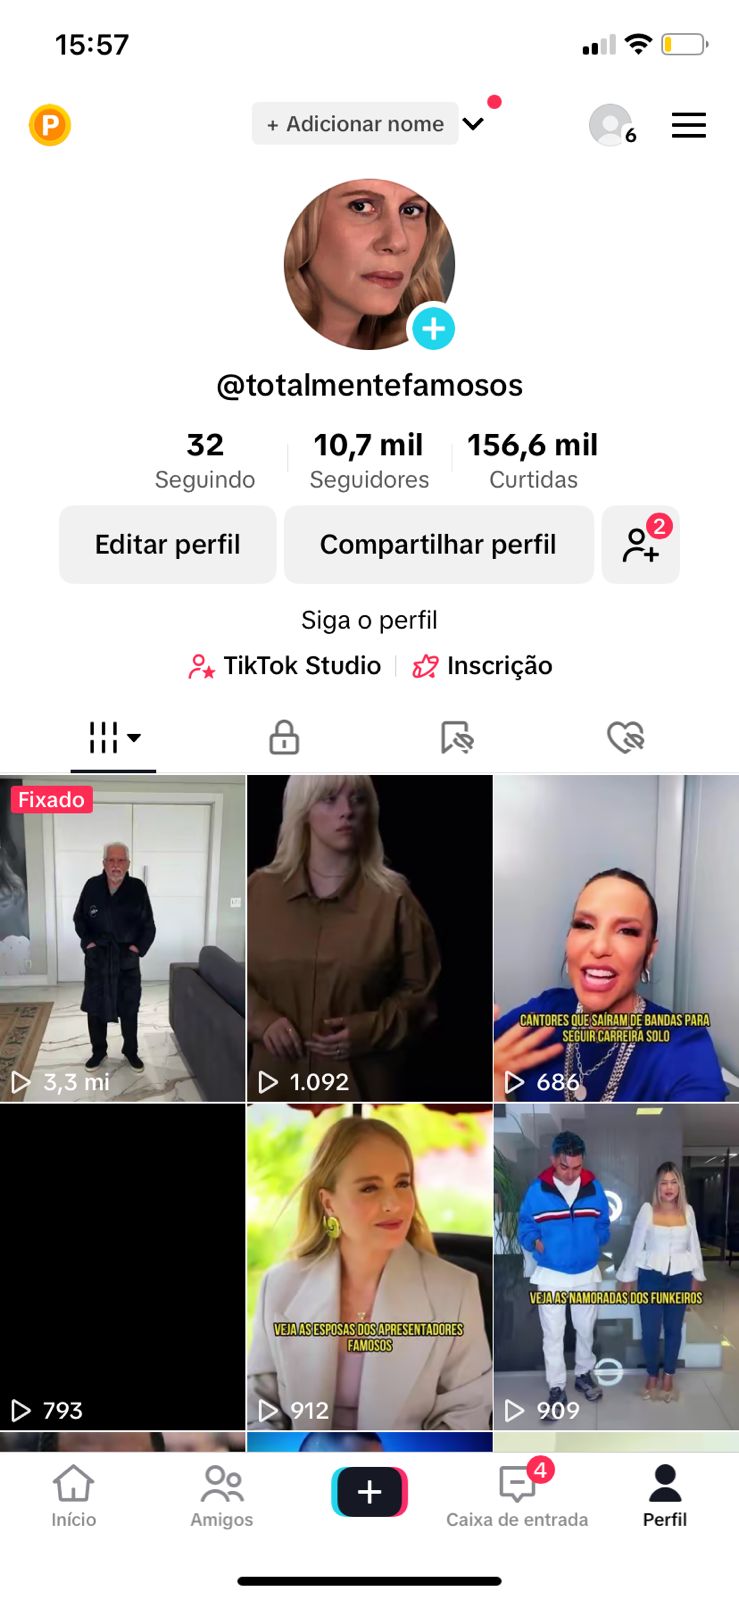 15:57
P
+ Adicionar nome
6
@totalmentefamosos
32
Seguindo
10,7 mil
Seguidores
156,6 mil
Curtidas
Editar perfil
Compartilhar perfil
2
Siga o perfil
TikTok Studio
Inscrição
Fixado
3,3 mi
1.092
CANTORES QUE SAÍRAM DE BANDAS PARA
SEGUIR CARREIRA SOLO
686
793
VEJA AS ESPOSAS DOS APRESENTADORES
FAMOSOS
912
VEJA AS NAMORADAS DOS FUNKEIROS
909
Início
Amigos
4
Caixa de entrada
Perfil